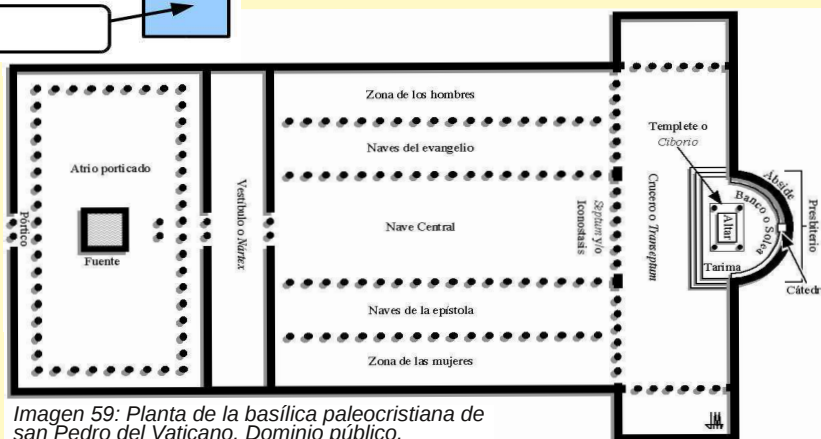 Zona de los hombres
Naves del evangelio
Atrio porticado
Fuente
Pórtico
Vestíbulo o Nártex
Nave Central
Septum y/o
Iconostasis
Naves de la epístola
Zona de las mujeres
Crucero o Transeptum
Templete o
Ciborio
Altar
Tarima
Banco o Solea
Ábside
Presbiterio
Cátedr
Imagen 59: Planta de la basílica paleocristiana de
san Pedro del Vaticano. Dominio público.